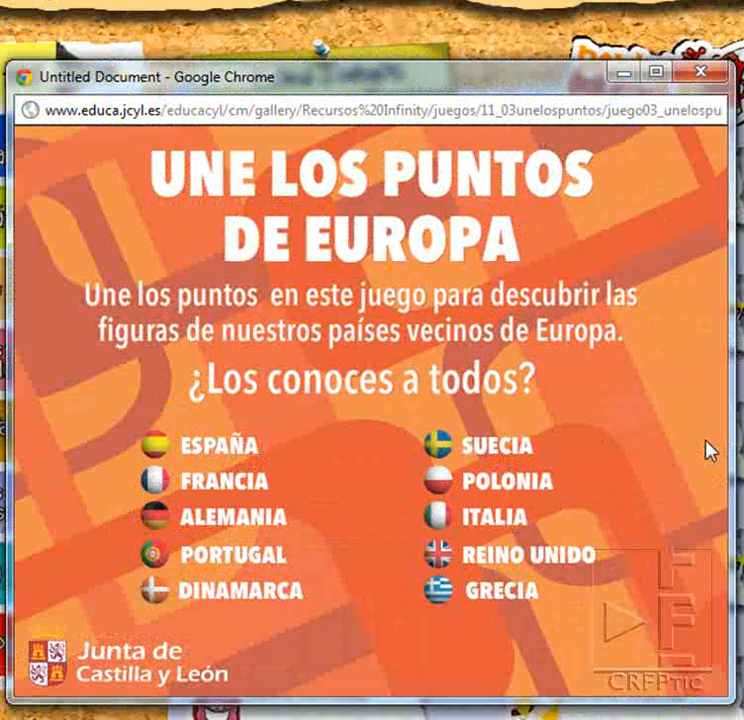 Untitled Document - Google Chrome
www.educa.jcyl.es/educacyl/cm/gallery/Recursos%20Infinity/juegos/11_03unelospuntos/juego03_unelospu
UNE LOS PUNTOS
DE EUROPA
Une los puntos en este juego para descubrir las
figuras de nuestros países vecinos de Europa.
¿Los conoces a todos?
ESPAÑA
FRANCIA
ALEMANIA
PORTUGAL
DINAMARCA
SUECIA
POLONIA
ITALIA
REINO UNIDO
GRECIA
Junta de
Castilla y León
CRFPTIC